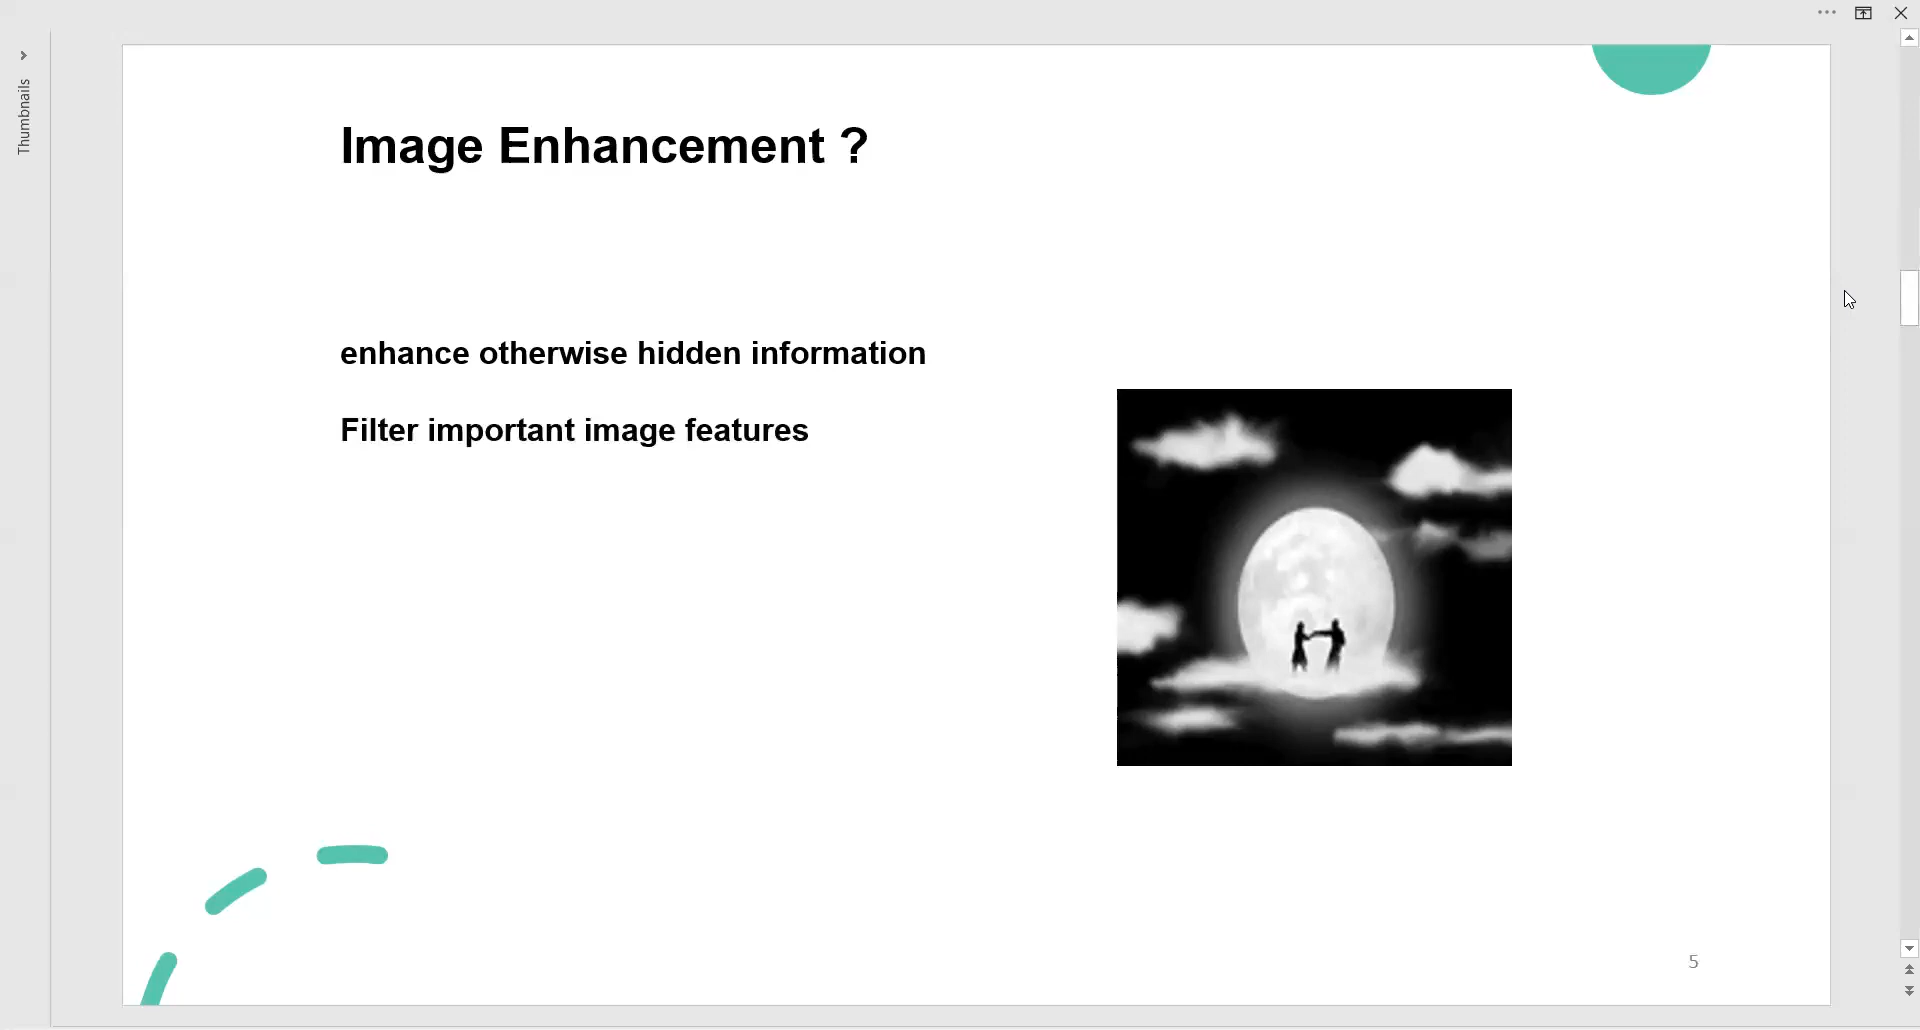 Thumbnails
Image Enhancement ?
enhance otherwise hidden information
Filter important image features
5